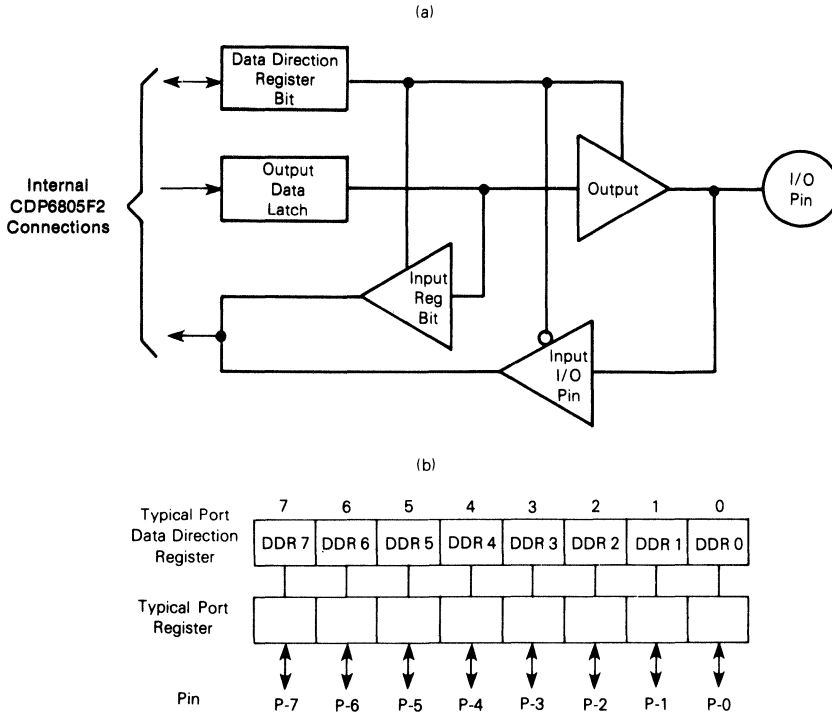 (a)
Data Direction
Register
Bit
Output
Data
Latch
Internal
CDP6805F2
Connections
Output
I/O
Pin
Input
Reg
Bit
Input
I/O
Pin
(b)
7 6 5 4 3 2 1 0
Typical Port
Data Direction
Register
DDR 7 DDR 6 DDR 5 DDR 4 DDR 3 DDR 2 DDR 1 DDR 0
Typical Port
Register
Pin P-7 P-6 P-5 P-4 P-3 P-2 P-1 P-0